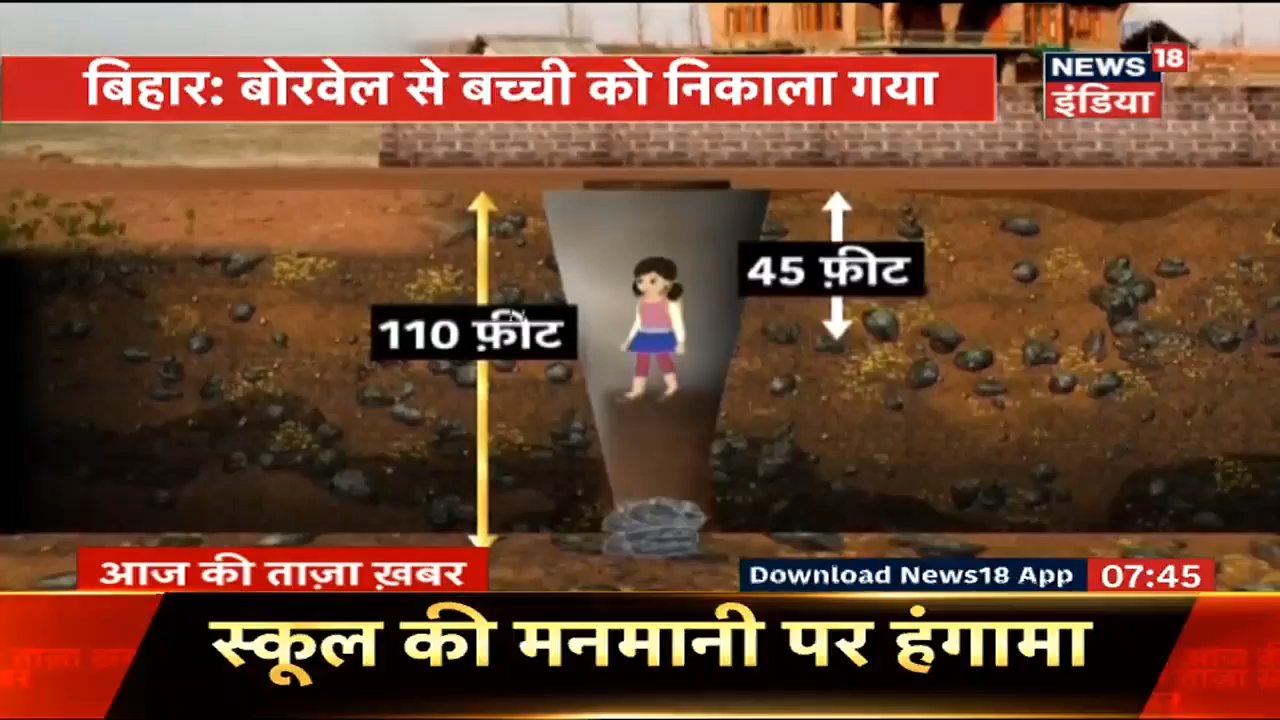 बिहार: बोरवेल से बच्ची को निकाला गया
NEWS 18
इंडिया
45 फ़ीट
110 फ़ीट
आज की ताज़ा ख़बर
Download News18 App
07:45
स्कूल की मनमानी पर हंगामा